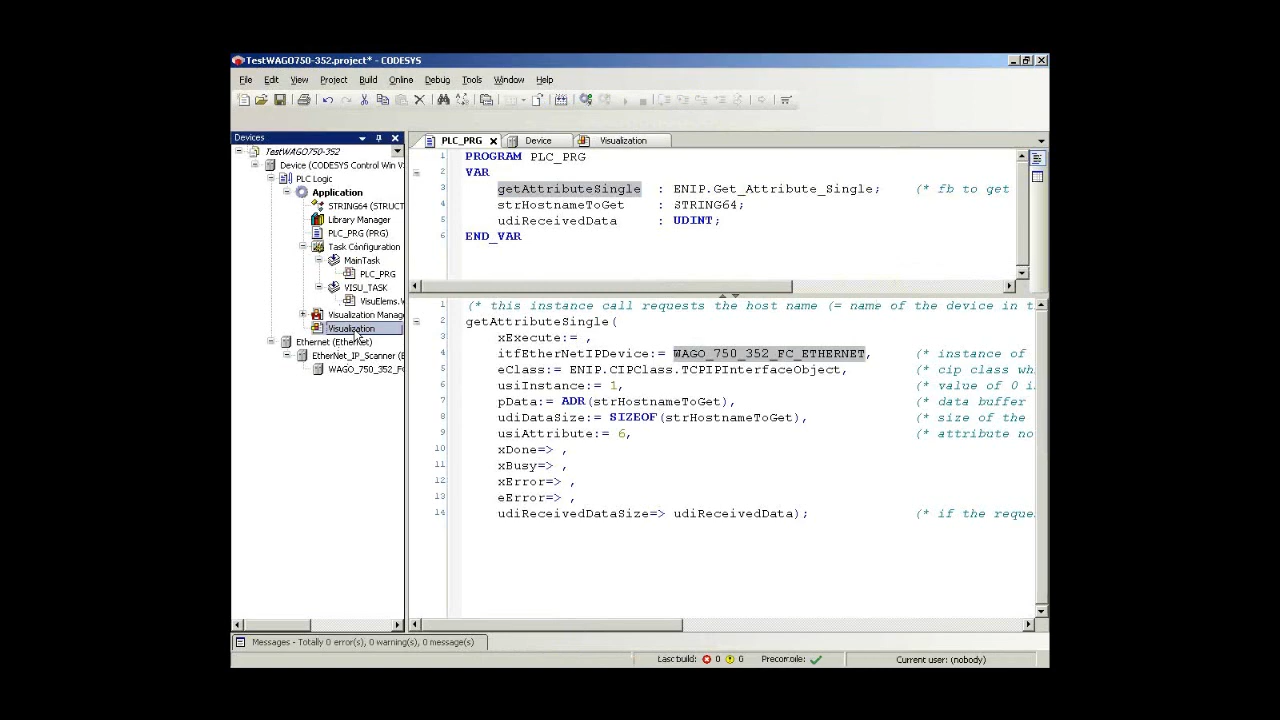 TestWAGO750-352.project* - CODESYS
File Edit View Project Build Online Debug Tools Window Help
Devices
TestWAGO750-352
Device (CODESYS Control Win V
PLC Logic
Application
STRING64 (STRUCT
Library Manager
PLC_PRG (PRG)
Task Configuration
MainTask
PLC_PRG
VISU_TASK
VisuElems.V
Visualization Manag
Visualization
Ethernet (Ethernet)
EtherNet_IP_Scanner (E
WAGO_750_352_FC
PLC_PRG Device Visualization
1 PROGRAM PLC_PRG
2 VAR
3 getAttributeSingle : ENIP.Get_Attribute_Single; (* fb to get
4 strHostnameToGet : STRING64;
5 udiReceivedData : UDINT;
6 END_VAR
1 (* this instance call requests the host name (= name of the device in t
2 getAttributeSingle(
3 xExecute:= ,
4 itfEtherNetIPDevice:= WAGO_750_352_FC_ETHERNET, (* instance of
5 eClass:= ENIP.CIPClass.TCPIPInterfaceObject, (* cip class wh
6 usiInstance:= 1, (* value of 0 i
7 pData:= ADR(strHostnameToGet), (* data buffer
8 udiDataSize:= SIZEOF(strHostnameToGet), (* size of the
9 usiAttribute:= 6, (* attribute no
10 xDone=> ,
11 xBusy=> ,
12 xError=> ,
13 eError=> ,
14 udiReceivedDataSize=> udiReceivedData); (* if the reque
Messages - Totally 0 error(s), 0 warning(s), 0 message(s)
Last build: 0 6 Precompile: Current user: (nobody)